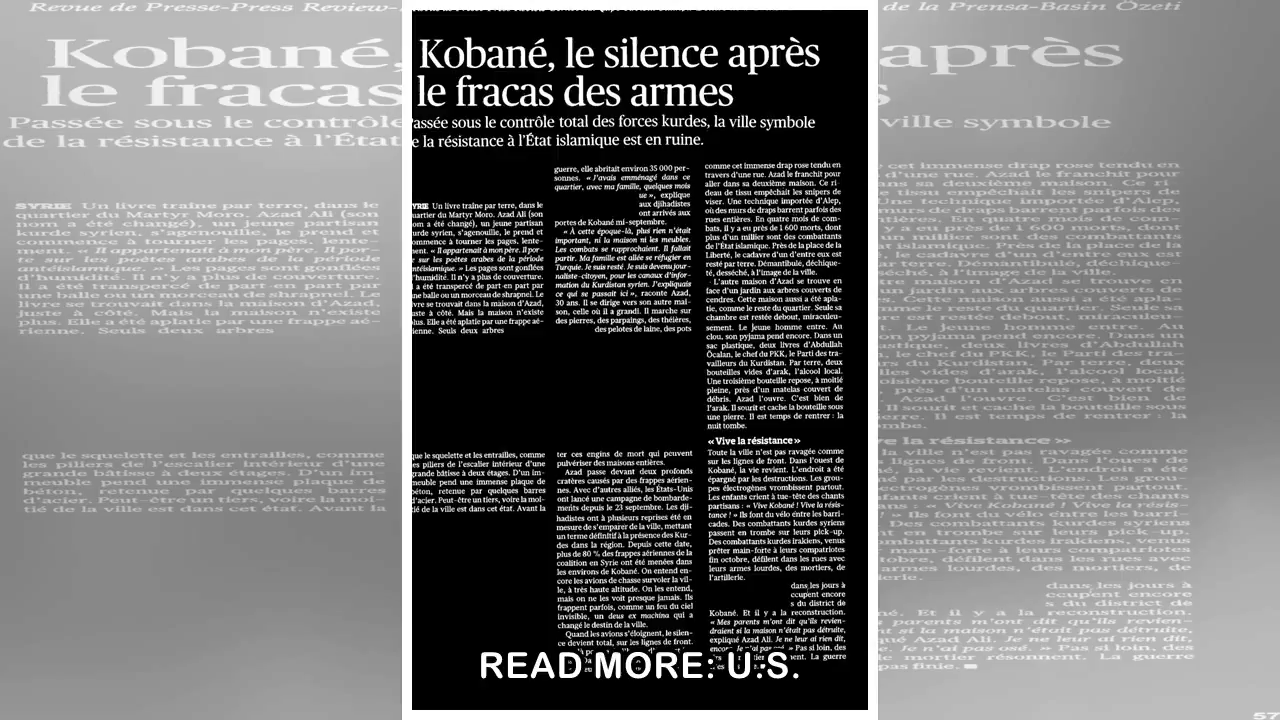 Kobané, le silence après
le fracas des armes
Passée sous le contrôle total des forces kurdes, la ville symbole
de la résistance à l'État islamique est en ruine.
SYRIE Un livre traîne par terre, dans le
quartier du Martyr Moro. Azad Ali (son
nom a été changé), un jeune partisan
kurde syrien, s'agenouille, le prend et
commence à tourner les pages, lente-
ment. « Il appartenait à mon père. Il por-
te sur les poètes arabes de la période
antéislamique. » Les pages sont gonflées
d'humidité. Il n'y a plus de couverture.
Il a été transpercé de part-en part par
une balle ou un morceau de shrapnel. Le
livre se trouvait dans la maison d'Azad,
juste à côté. Mais la maison n'existe
plus. Elle a été aplatie par une frappe aé-
rienne. Seuls deux arbres
que le squelette et les entrailles, comme
les piliers de l'escalier intérieur d'une
grande bâtisse à deux étages. D'un im-
meuble pend une immense plaque de
béton, retenue par quelques barres
d'acier. Peut-être un tiers, voire la moi-
tié de la ville est dans cet état. Avant la
guerre, elle abritait environ 35 000 per-
sonnes. « J'avais emménagé dans ce
quartier, avec ma famille, quelques mois
ue », explique
aux djihadistes
ont arrivés aux
portes de Kobané mi-septembre.
« À cette époque-là, plus rien n'était
important, ni la maison ni les meubles.
Les combats se rapprochaient. Il fallait
partir. Ma famille est allée se réfugier en
Turquie. Je suis resté. Je suis devenu jour-
naliste-citoyen, pour les canaux d'infor-
mation du Kurdistan syrien. J'expliquais
ce qui se passait ici », raconte Azad,
30 ans. Il se dirige vers son autre mai-
son, celle où il a grandi. Il marche sur
des pierres, des parpaings, des théières,
des pelotes de laine, des pots
ter ces engins de mort qui peuvent
pulvériser des maisons entières.
Azad passe devant deux profonds
cratères causés par des frappes aérien-
nes. Avec d'autres alliés, les États-Unis
ont lancé une campagne de bombarde-
ments depuis le 23 septembre. Les dji-
hadistes ont à plusieurs reprises été en
mesure de s'emparer de la ville, mettant
un terme définitif à la présence des Kur-
des dans la région. Depuis cette date,
plus de 80 % des frappes aériennes de la
coalition en Syrie ont été menées dans
les environs de Kobané. On entend en-
core les avions de chasse survoler la vil-
le, à très haute altitude. On les entend,
mais on ne les voit presque jamais. Ils
frappent parfois, comme un feu du ciel
invisible, un deus ex machina qui a
changé le destin de la ville.
Quand les avions s'éloignent, le silen-
ce devient total, sur les lignes de front.
comme cet immense drap rose tendu en
travers d'une rue. Azad le franchit pour
aller dans sa deuxième maison. Ce ri-
deau de tissu empêchait les snipers de
viser. Une technique importée d'Alep,
où des murs de draps barrent parfois des
rues entières. En quatre mois de com-
bats, il y a eu près de 1 600 morts, dont
plus d'un millier sont des combattants
de l'État islamique. Près de la place de la
Liberté, le cadavre d'un d'entre eux est
resté par terre. Démantibulé, déchique-
té, desséché, à l'image de la ville.
L'autre maison d'Azad se trouve en
face d'un jardin aux arbres couverts de
cendres. Cette maison aussi a été apla-
tie, comme le reste du quartier. Seule sa
chambre est restée debout, miraculeu-
sement. Le jeune homme entre. Au
clou, son pyjama pend encore. Dans un
sac plastique, deux livres d'Abdullah
Öcalan, le chef du PKK, le Parti des tra-
vailleurs du Kurdistan. Par terre, deux
bouteilles vides d'arak, l'alcool local.
Une troisième bouteille repose, à moitié
pleine, près d'un matelas couvert de
débris. Azad l'ouvre. C'est bien de
l'arak. Il sourit et cache la bouteille sous
une pierre. Il est temps de rentrer : la
nuit tombe.
« Vive la résistance »
Toute la ville n'est pas ravagée comme
sur les lignes de front. Dans l'ouest de
Kobané, la vie revient. L'endroit a été
épargné par les destructions. Les grou-
pes électrogènes vrombissent partout.
Les enfants crient à tue-tête des chants
partisans : « Vive Kobané ! Vive la résis-
tance ! » Ils font du vélo entre les barri-
cades. Des combattants kurdes syriens
passent en trombe sur leurs pick-up.
Des combattants kurdes irakiens, venus
prêter main-forte à leurs compatriotes
fin octobre, défilent dans les rues avec
leurs armes lourdes, des mortiers, de
l'artillerie.
dans les jours à
ccupent encore
s du district de
Kobané. Et il y a la reconstruction.
« Mes parents m'ont dit qu'ils revien-
draient si la maison n'était pas détruite,
expliqué Azad Ali. Je ne leur ai rien dit,
encore. Je n'ai pas osé. » Pas si loin, des
READ MORE: U.S.
57